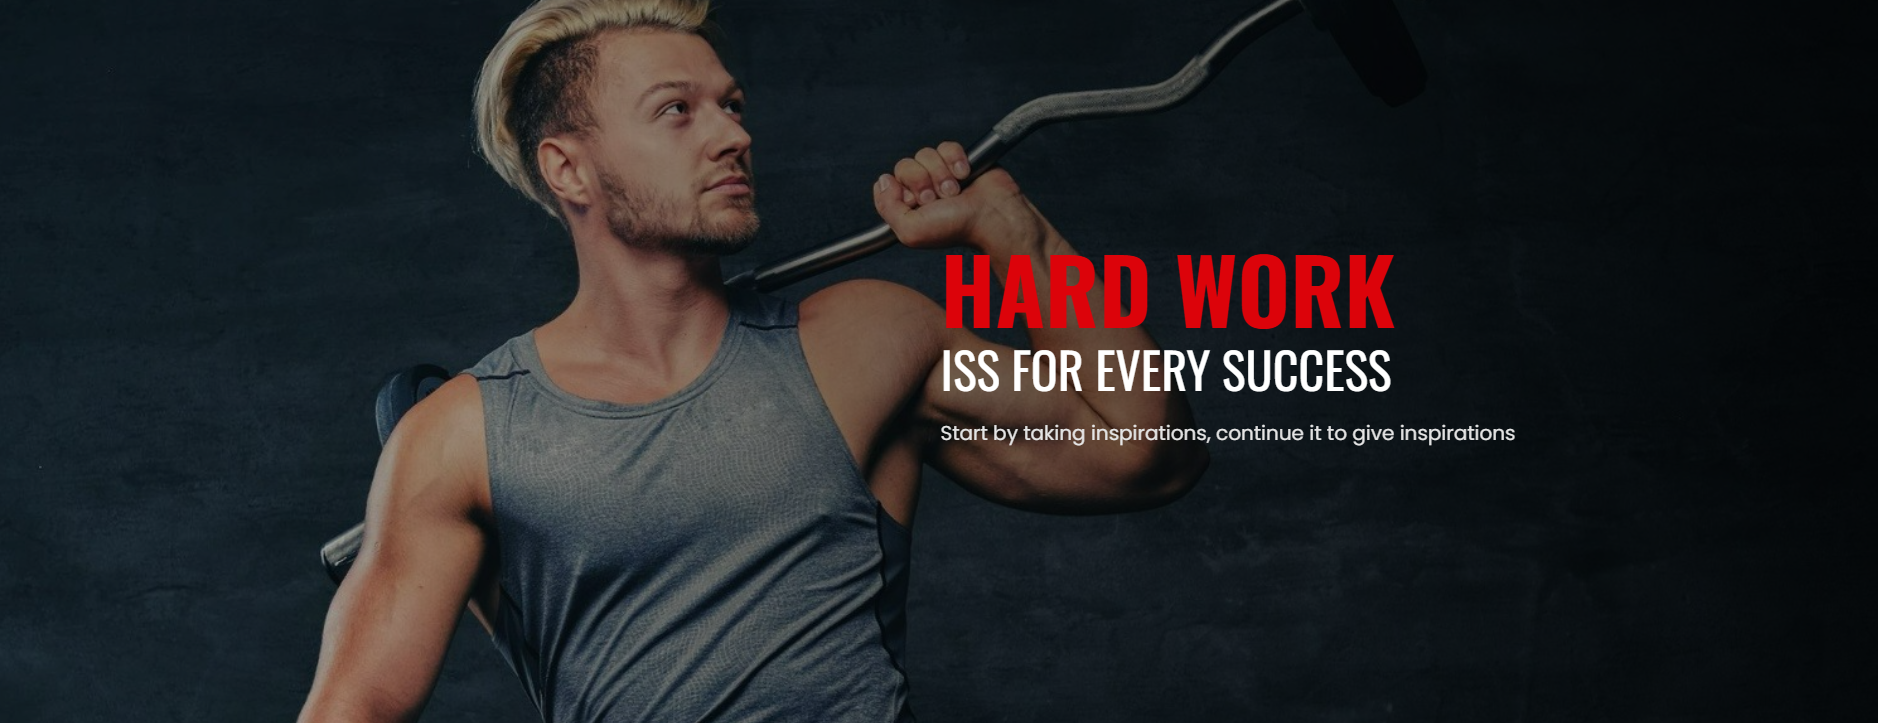 HARD WORK
ISS FOR EVERY SUCCESS
Start by taking inspirations, continue it to give inspirations